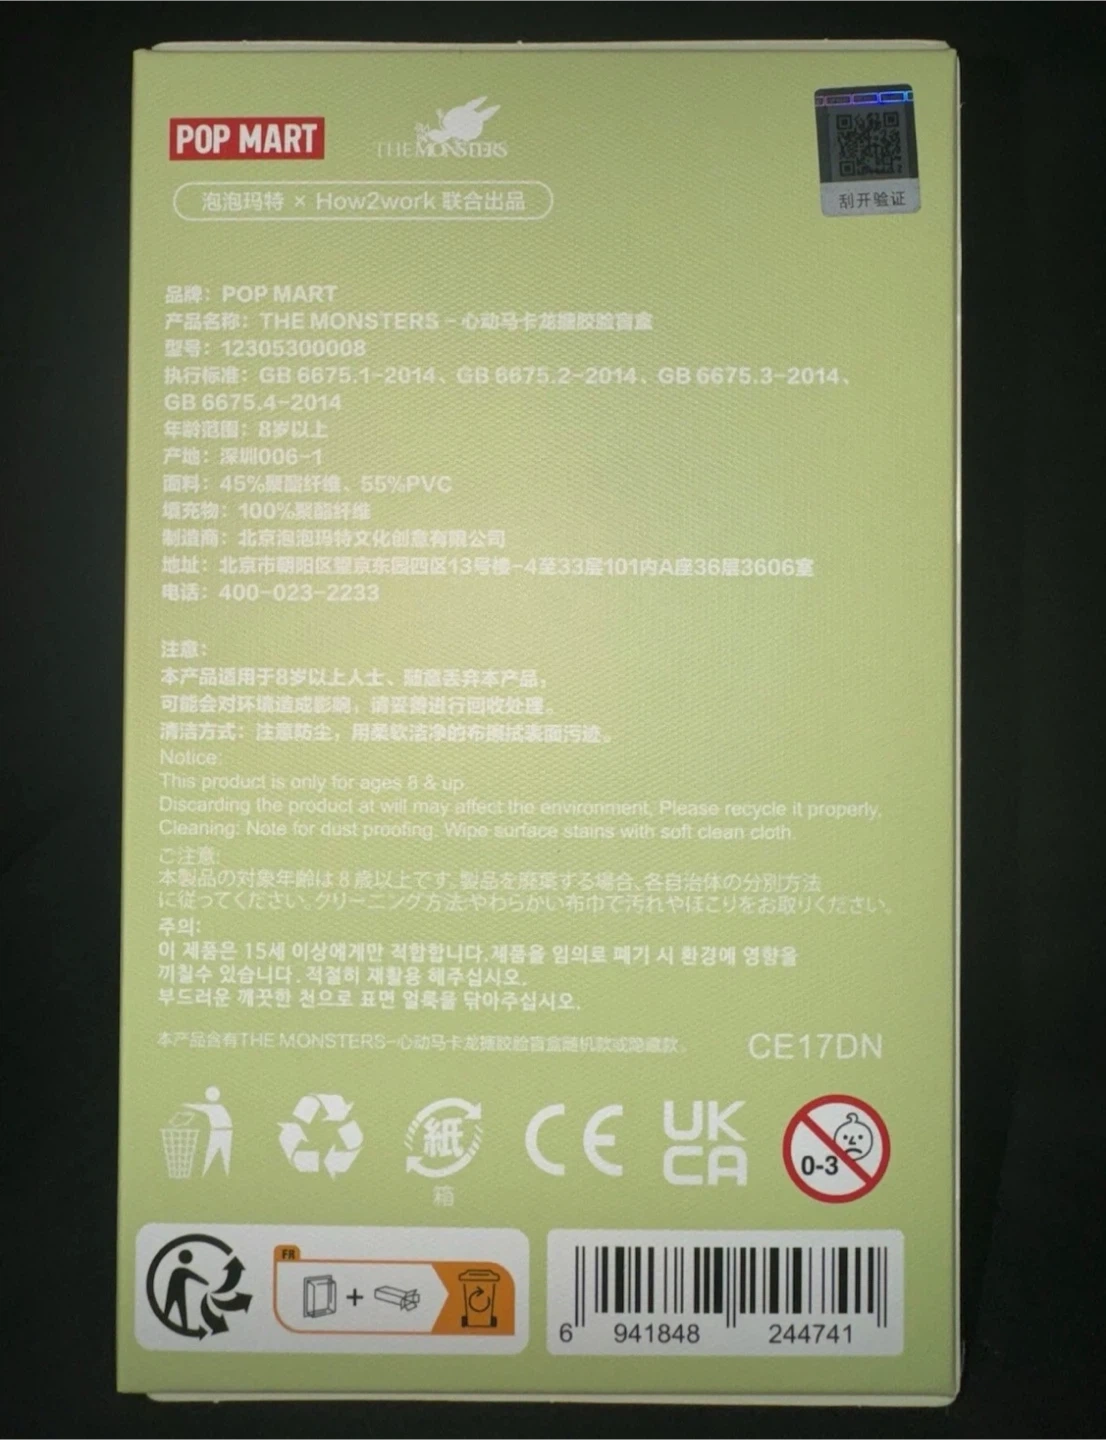 POP MART
THE MONSTERS
泡泡玛特 × How2work 联合出品
刮开验证
品牌：POP MART
产品名称：THE MONSTERS - 心动马卡龙搪胶脸盲盒
型号：12305300008
执行标准：GB 6675.1-2014、GB 6675.2-2014、GB 6675.3-2014、
GB 6675.4-2014
年龄范围：8岁以上
产地：深圳006-1
面料：45%聚酯纤维、55%PVC
填充物：100%聚酯纤维
制造商：北京泡泡玛特文化创意有限公司
地址：北京市朝阳区望京东园四区13号楼-4至33层101内A座36层3606室
电话：400-023-2233
注意：
本产品适用于8岁以上人士、随意丢弃本产品，
可能会对环境造成影响，请妥善进行回收处理。
清洁方式：注意防尘，用柔软洁净的布擦拭表面污迹。
Notice:
This product is only for ages 8 & up.
Discarding the product at will may affect the environment, Please recycle it properly.
Cleaning: Note for dust proofing. Wipe surface stains with soft clean cloth.
ご注意:
本製品の対象年齢は8歳以上です。製品を廃棄する場合、各自治体の分別方法
に従ってください。クリーニング方法:やわらかい布巾で汚れやほこりをお取りください。
주의:
이 제품은 15세 이상에게만 적합합니다.제품을 임의로 폐기 시 환경에 영향을
끼칠수 있습니다. 적절히 재활용 해주십시오.
부드러운 깨끗한 천으로 표면 얼룩을 닦아주십시오.
本产品含有THE MONSTERS-心动马卡龙搪胶脸盲盒随机款或隐藏款。
CE17DN
紙
箱
CE
UK
CA
0-3
FR
6 941848 244741